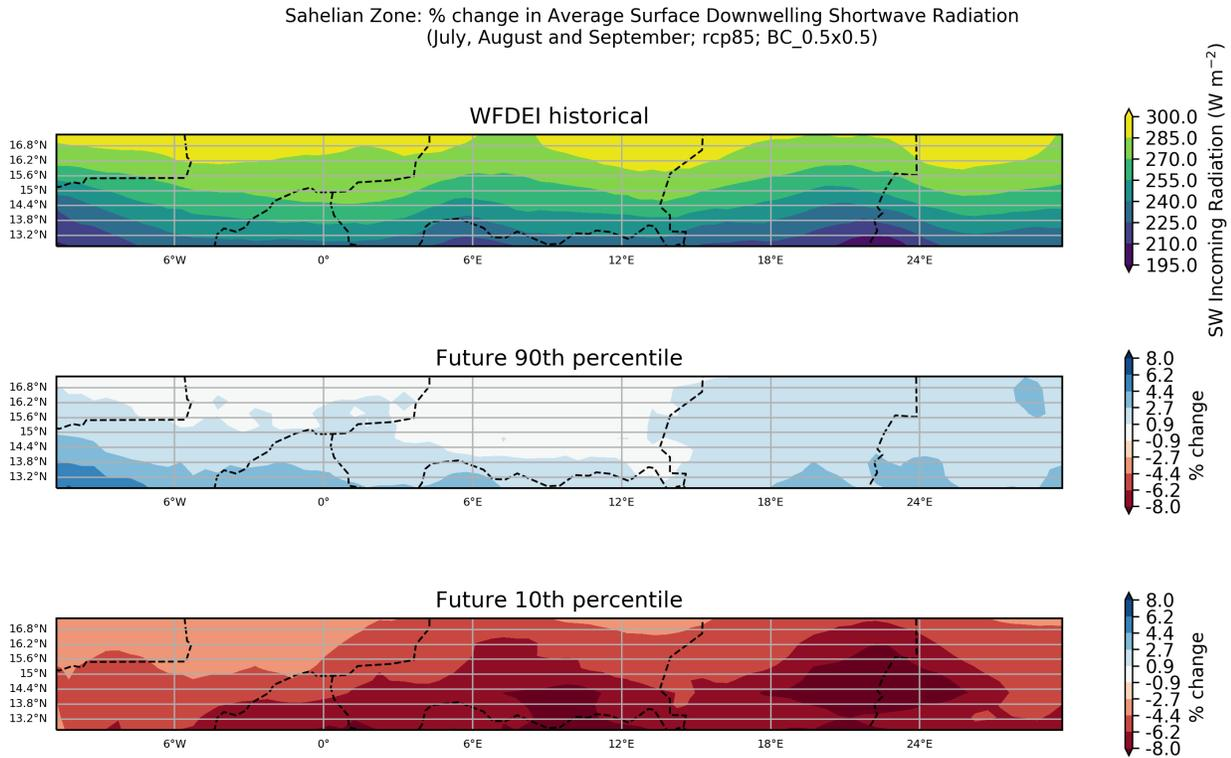 Sahelian Zone: % change in Average Surface Downwelling Shortwave Radiation
(July, August and September; rcp85; BC_0.5x0.5)
WFDEI historical
16.8°N
16.2°N
15.6°N
15°N
14.4°N
13.8°N
13.2°N
6°W 0° 6°E 12°E 18°E 24°E
300.0
285.0
270.0
255.0
240.0
225.0
210.0
195.0
SW Incoming Radiation (W m⁻²)
Future 90th percentile
16.8°N
16.2°N
15.6°N
15°N
14.4°N
13.8°N
13.2°N
6°W 0° 6°E 12°E 18°E 24°E
8.0
6.2
4.4
2.7
0.9
-0.9
-2.7
-4.4
-6.2
-8.0
% change
Future 10th percentile
16.8°N
16.2°N
15.6°N
15°N
14.4°N
13.8°N
13.2°N
6°W 0° 6°E 12°E 18°E 24°E
8.0
6.2
4.4
2.7
0.9
-0.9
-2.7
-4.4
-6.2
-8.0
% change